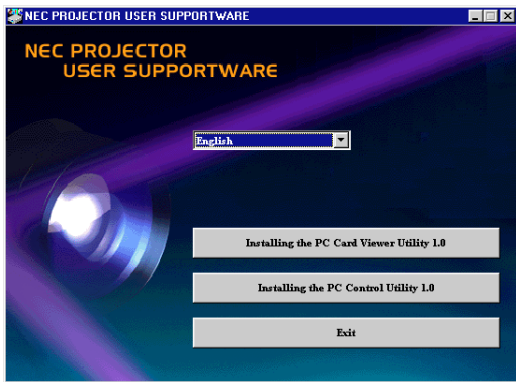 NEC PROJECTOR USER SUPPORTWARE
NEC PROJECTOR
USER SUPPORTWARE
English
Installing the PC Card Viewer Utility 1.0
Installing the PC Control Utility 1.0
Exit